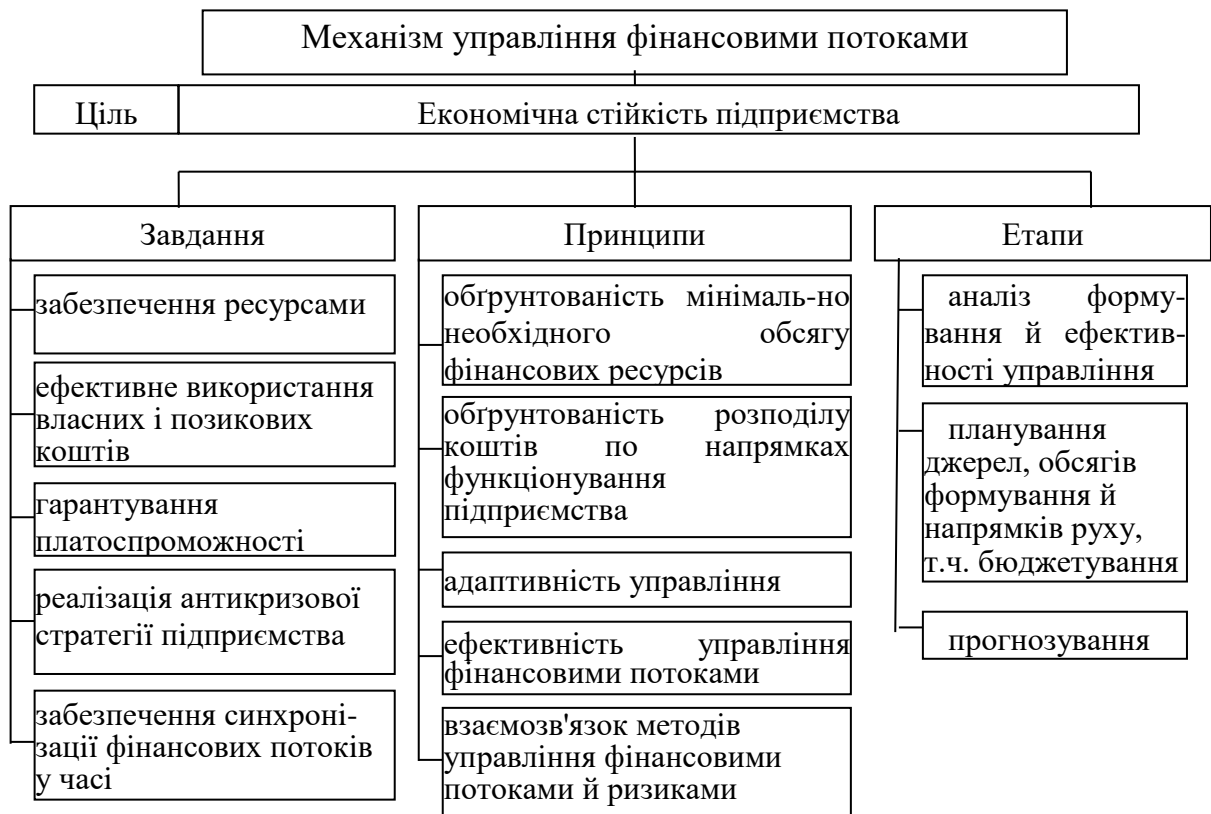 Механізм управління фінансовими потоками
Ціль
Економічна стійкість підприємства
Завдання
забезпечення ресурсами
ефективне використання
власних і позикових
коштів
гарантування
платоспроможності
реалізація антикризової
стратегії підприємства
забезпечення синхроні-
зації фінансових потоків
у часі
Принципи
обґрунтованість мінімаль-но
необхідного обсягу
фінансових ресурсів
обґрунтованість розподілу
коштів по напрямках
функціонування
підприємства
адаптивність управління
ефективність управління
фінансовими потоками
взаємозв'язок методів
управління фінансовими
потоками й ризиками
Етапи
аналіз форму-
вання й ефектив-
ності управління
планування
джерел, обсягів
формування й
напрямків руху,
т.ч. бюджетування
прогнозування